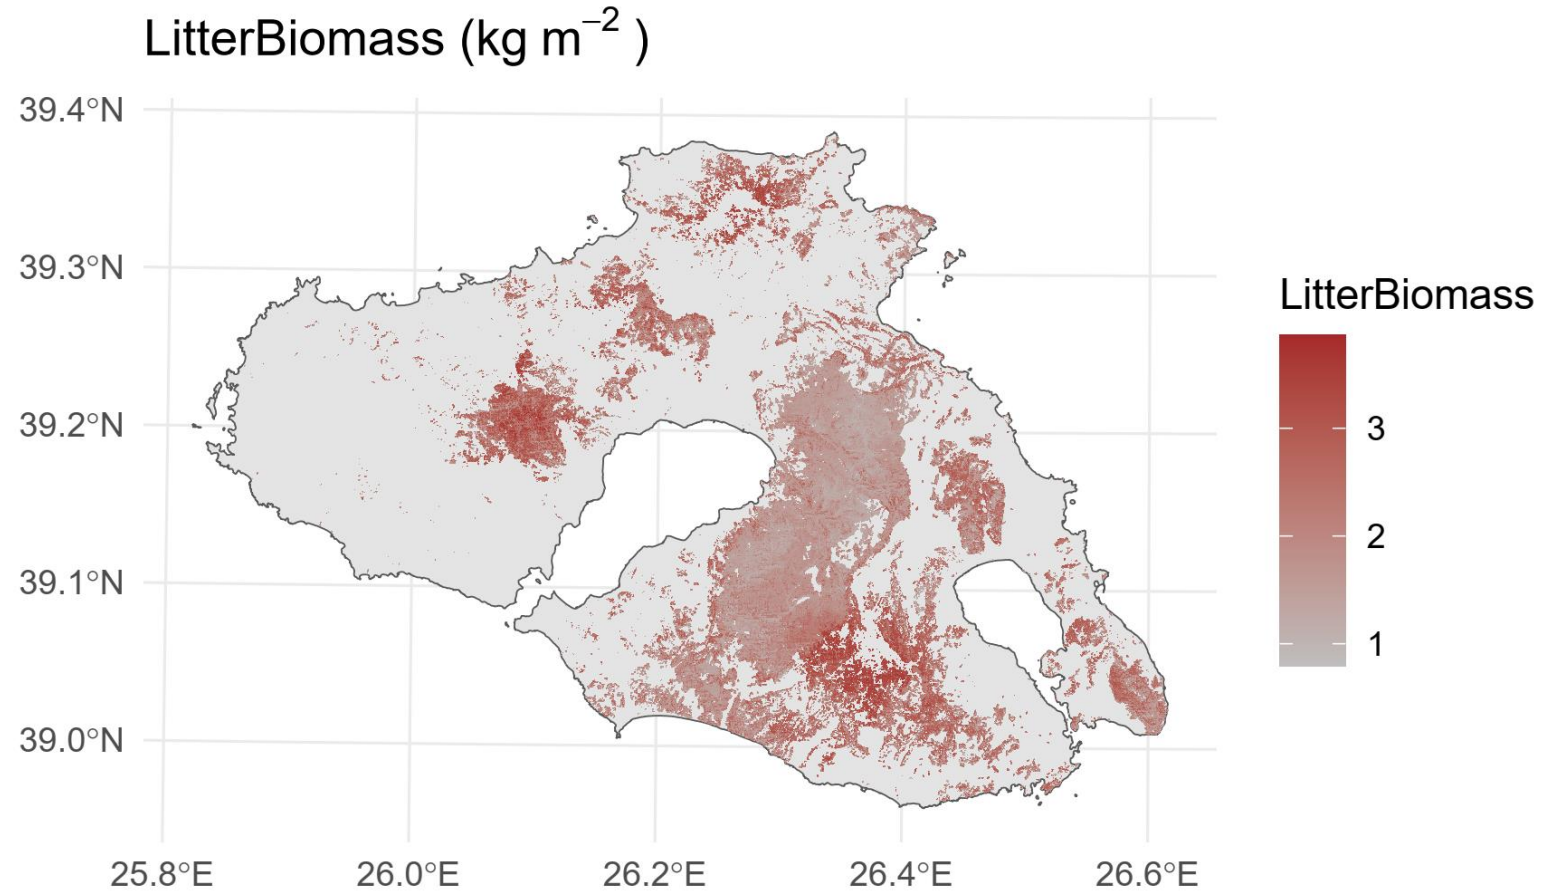 LitterBiomass (kg m⁻² )
39.4°N
39.3°N
39.2°N
39.1°N
39.0°N
25.8°E 26.0°E 26.2°E 26.4°E 26.6°E
LitterBiomass
3
2
1